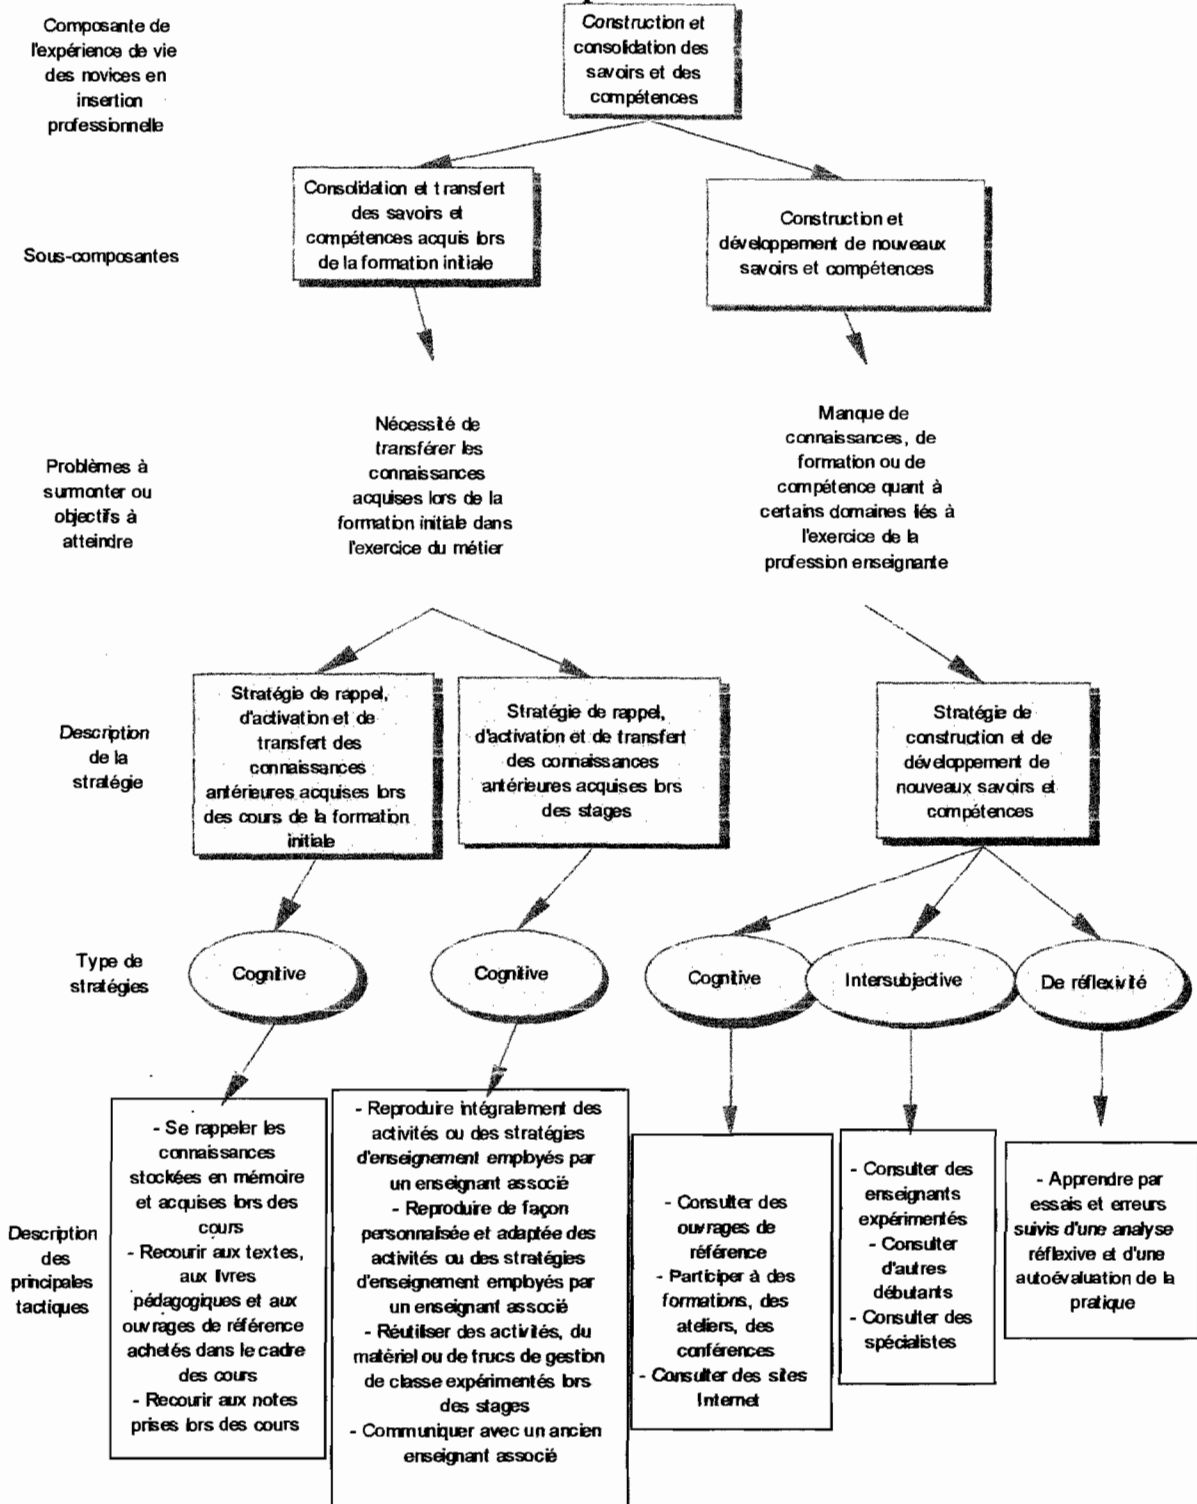 Composante de
l'expérience de vie
des novices en
insertion
professionnelle
Construction et
consolidation des
savoirs et des
compétences
Sous-composantes
Consolidation et transfert
des savoirs et
compétences acquis lors
de la formation initiale
Construction et
développement de nouveaux
savoirs et compétences
Problèmes à
surmonter ou
objectifs à
atteindre
Nécessité de
transférer les
connaissances
acquises lors de la
formation initiale dans
l'exercice du métier
Manque de
connaissances, de
formation ou de
compétence quant à
certains domaines liés à
l'exercice de la
profession enseignante
Description
de la
stratégie
Stratégie de rappel,
d'activation et de
transfert des
connaissances
antérieures acquises lors
des cours de la formation
initiale
Stratégie de rappel,
d'activation et de transfert
des connaissances
antérieures acquises lors
des stages
Stratégie de
construction et de
développement de
nouveaux savoirs et
compétences
Type de
stratégies
Cognitive
Cognitive
Cognitive
Intersubjective
De réflexivité
Description
des
principales
tactiques
- Se rappeler les
connaissances
stockées en mémoire
et acquises lors des
cours
- Recourir aux textes,
aux livres
pédagogiques et aux
ouvrages de référence
achetés dans le cadre
des cours
- Recourir aux notes
prises lors des cours
- Reproduire intégralement des
activités ou des stratégies
d'enseignement employés par
un enseignant associé
- Reproduire de façon
personnalisée et adaptée des
activités ou des stratégies
d'enseignement employés par
un enseignant associé
- Réutiliser des activités, du
matériel ou de trucs de gestion
de classe expérimentés lors
des stages
- Communiquer avec un ancien
enseignant associé
- Consulter des
ouvrages de
référence
- Participer à des
formations, des
ateliers, des
conférences
- Consulter des sites
Internet
- Consulter des
enseignants
expérimentés
- Consulter
d'autres
débutants
- Consulter des
spécialistes
- Apprendre par
essais et erreurs
suivis d'une analyse
réflexive et d'une
autoévaluation de la
pratique